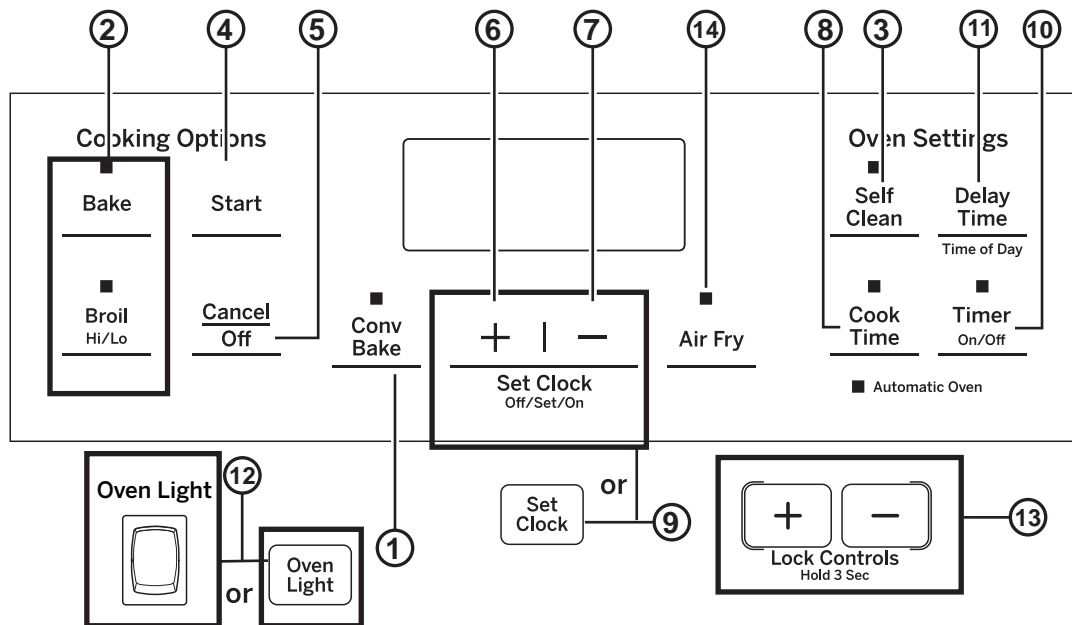 2
4
5
6
7
14
8
3
11
10
Cooking Options
Oven Settings
Bake
Start
Self
Clean
Delay
Time
Time of Day
Broil
Hi/Lo
Cancel
Off
Conv
Bake
+ | −
Set Clock
Off/Set/On
Air Fry
Cook
Time
Timer
On/Off
Automatic Oven
Oven Light
12
or
Oven
Light
1
Set
Clock
or
9
+ −
Lock Controls
Hold 3 Sec
13